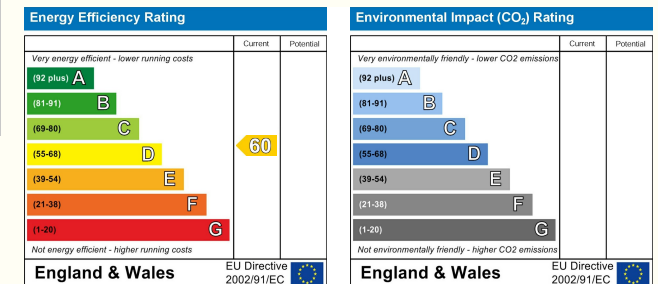 Energy Efficiency Rating
Current Potential
Very energy efficient - lower running costs
(92 plus) A
(81-91) B
(69-80) C
(55-68) D
60
(39-54) E
(21-38) F
(1-20) G
Not energy efficient - higher running costs
England & Wales
EU Directive
2002/91/EC
Environmental Impact (CO₂) Rating
Current Potential
Very environmentally friendly - lower CO2 emissions
(92 plus) A
(81-91) B
(69-80) C
(55-68) D
(39-54) E
(21-38) F
(1-20) G
Not environmentally friendly - higher CO2 emissions
England & Wales
EU Directive
2002/91/EC